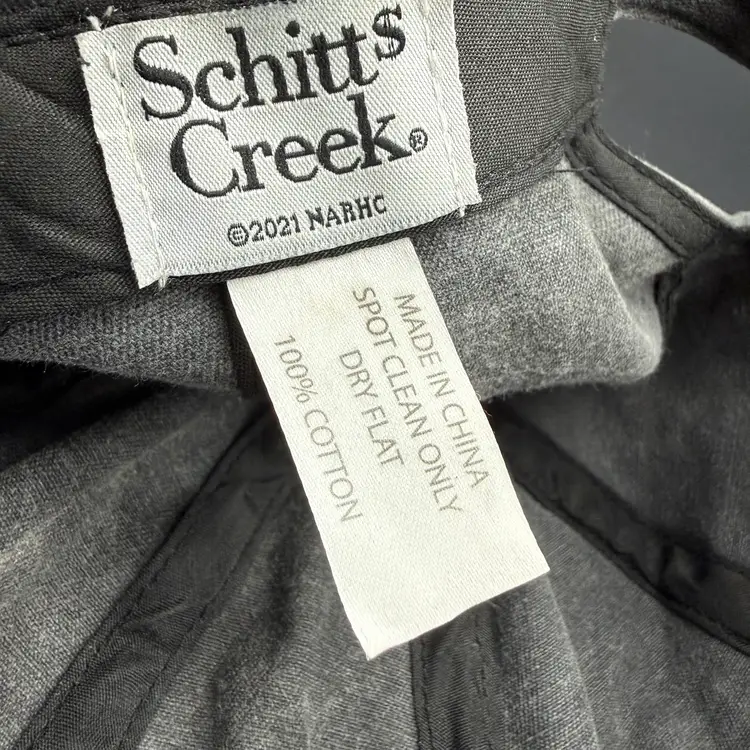 Schitt$
Creek®
©2021 NARHC
MADE IN CHINA
SPOT CLEAN ONLY
DRY FLAT
100% COTTON